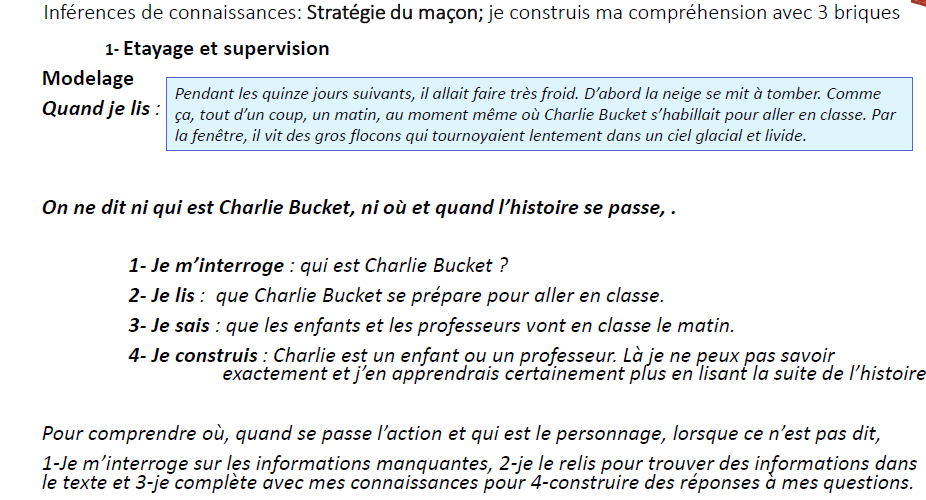 Inférences de connaissances: Stratégie du maçon; je construis ma compréhension avec 3 briques
1- Etayage et supervision
Modelage
Quand je lis :
Pendant les quinze jours suivants, il allait faire très froid. D’abord la neige se mit à tomber. Comme
ça, tout d’un coup, un matin, au moment même où Charlie Bucket s’habillait pour aller en classe. Par
la fenêtre, il vit des gros flocons qui tournoyaient lentement dans un ciel glacial et livide.
On ne dit ni qui est Charlie Bucket, ni où et quand l’histoire se passe, .
1- Je m’interroge : qui est Charlie Bucket ?
2- Je lis : que Charlie Bucket se prépare pour aller en classe.
3- Je sais : que les enfants et les professeurs vont en classe le matin.
4- Je construis : Charlie est un enfant ou un professeur. Là je ne peux pas savoir
exactement et j’en apprendrais certainement plus en lisant la suite de l’histoire
Pour comprendre où, quand se passe l’action et qui est le personnage, lorsque ce n’est pas dit,
1-Je m’interroge sur les informations manquantes, 2-je le relis pour trouver des informations dans
le texte et 3-je complète avec mes connaissances pour 4-construire des réponses à mes questions.